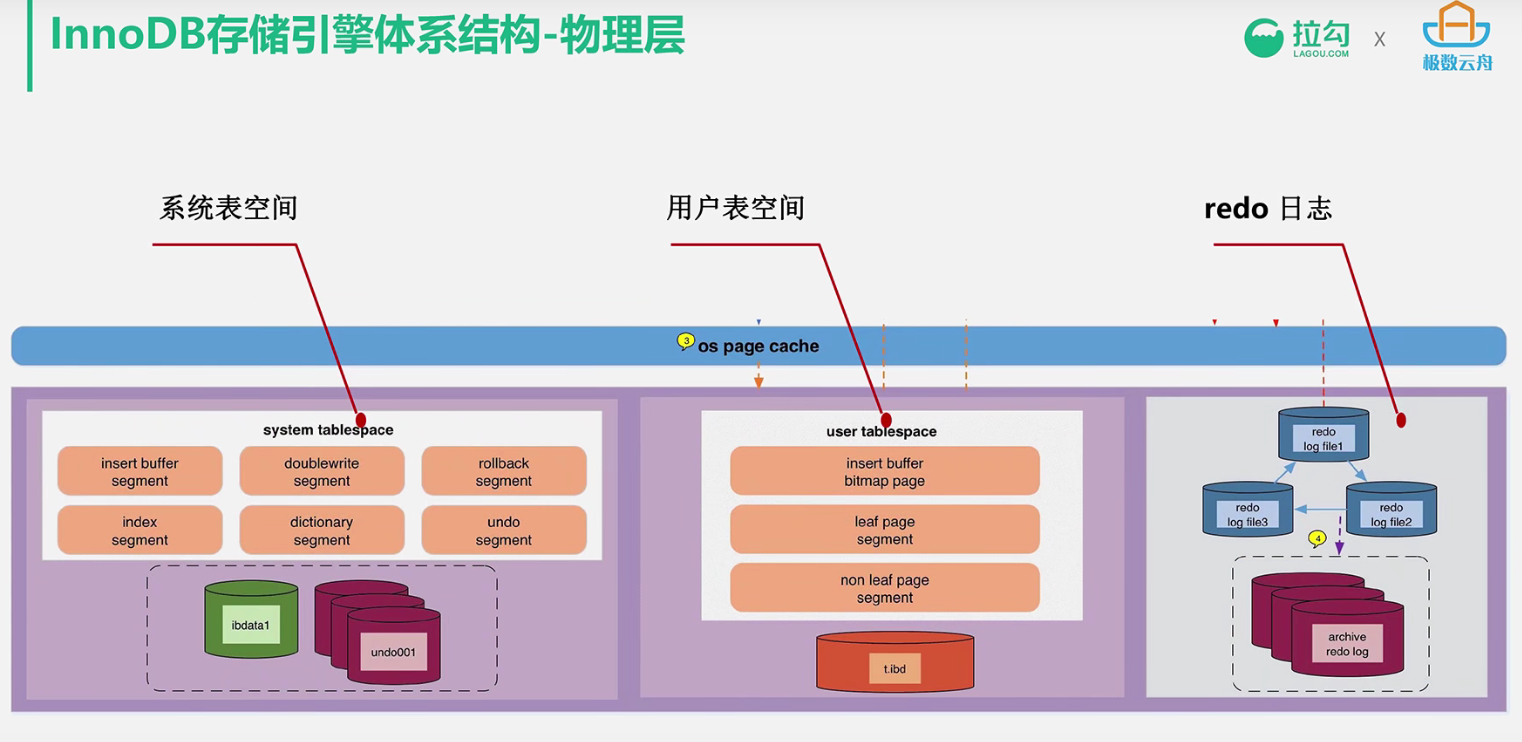 InnoDB存储引擎体系结构-物理层
拉勾
LAGOU.COM
X
极数云舟
系统表空间
用户表空间
redo 日志
3
os page cache
system tablespace
insert buffer
segment
doublewrite
segment
rollback
segment
index
segment
dictionary
segment
undo
segment
ibdata1
undo001
user tablespace
insert buffer
bitmap page
leaf page
segment
non leaf page
segment
t.ibd
redo
log file1
redo
log file3
redo
log file2
4
archive
redo log